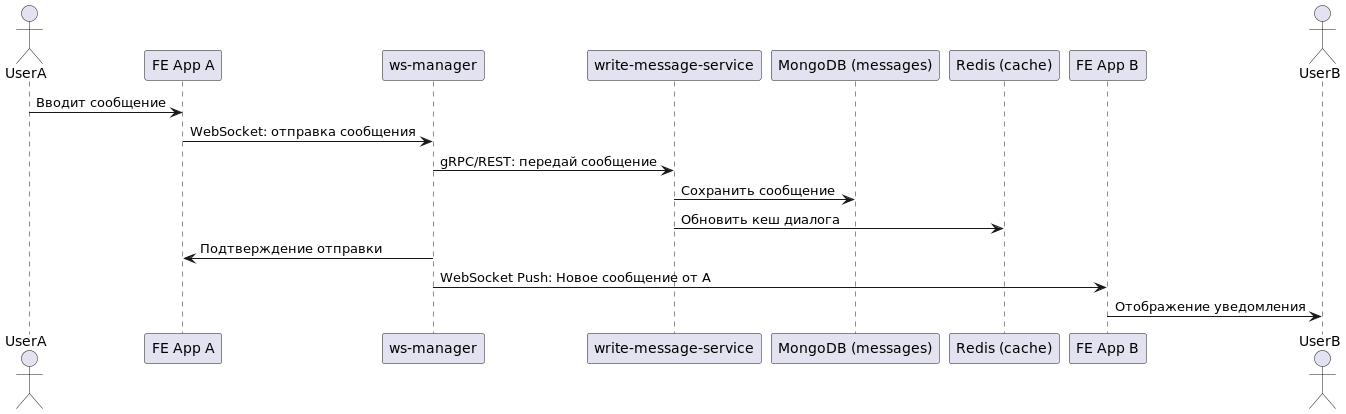 UserA
UserB
FE App A
ws-manager
write-message-service
MongoDB (messages)
Redis (cache)
FE App B
Вводит сообщение
WebSocket: отправка сообщения
gRPC/REST: передай сообщение
Сохранить сообщение
Обновить кеш диалога
Подтверждение отправки
WebSocket Push: Новое сообщение от A
Отображение уведомления
UserA
FE App A
ws-manager
write-message-service
MongoDB (messages)
Redis (cache)
FE App B
UserB